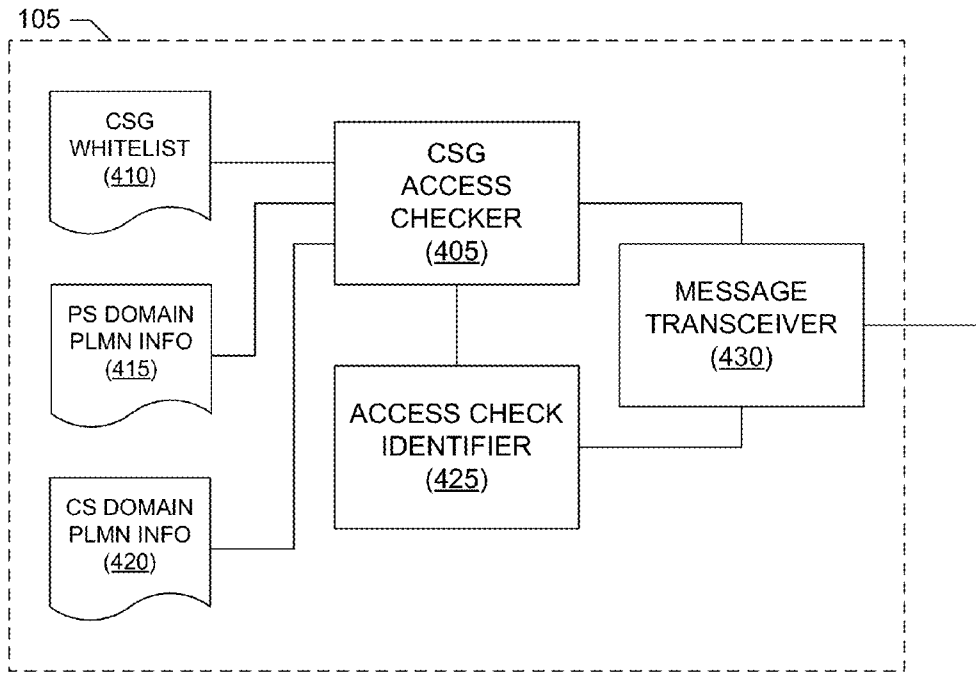 105
CSG
WHITELIST
(410)
CSG
ACCESS
CHECKER
(405)
PS DOMAIN
PLMN INFO
(415)
MESSAGE
TRANSCEIVER
(430)
ACCESS CHECK
IDENTIFIER
(425)
CS DOMAIN
PLMN INFO
(420)